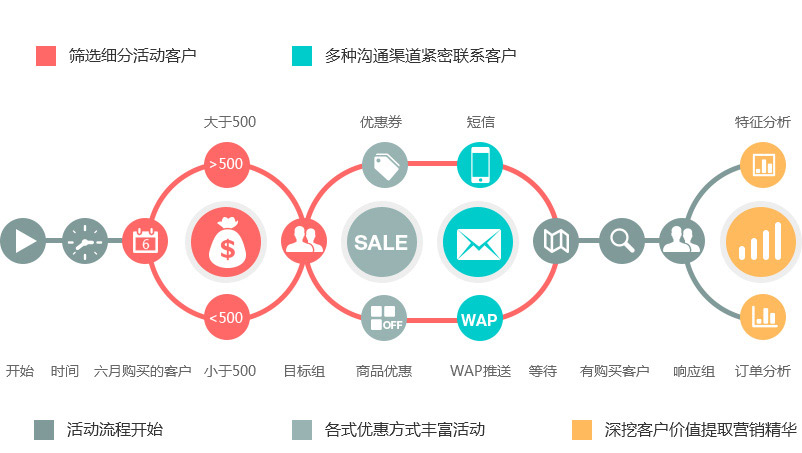 筛选细分活动客户
多种沟通渠道紧密联系客户
大于500
优惠券
短信
特征分析
>500
6
$
SALE
<500
OFF
WAP
开始
时间
六月购买的客户
小于500
目标组
商品优惠
WAP推送
等待
有购买客户
响应组
订单分析
活动流程开始
各式优惠方式丰富活动
深挖客户价值提取营销精华